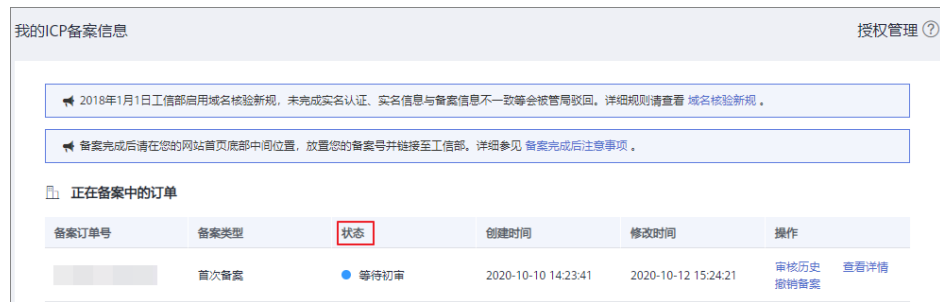 我的ICP备案信息
授权管理
2018年1月1日工信部启用域名核验新规，未完成实名认证、实名信息与备案信息不一致等会被管局驳回。详细规则请查看 域名核验新规 。
备案完成后请在您的网站首页底部中间位置，放置您的备案号并链接至工信部。详细参见 备案完成后注意事项 。
正在备案中的订单
备案订单号 备案类型 状态 创建时间 修改时间 操作
首次备案 等待初审 2020-10-10 14:23:41 2020-10-12 15:24:21 审核历史 查看详情
撤销备案